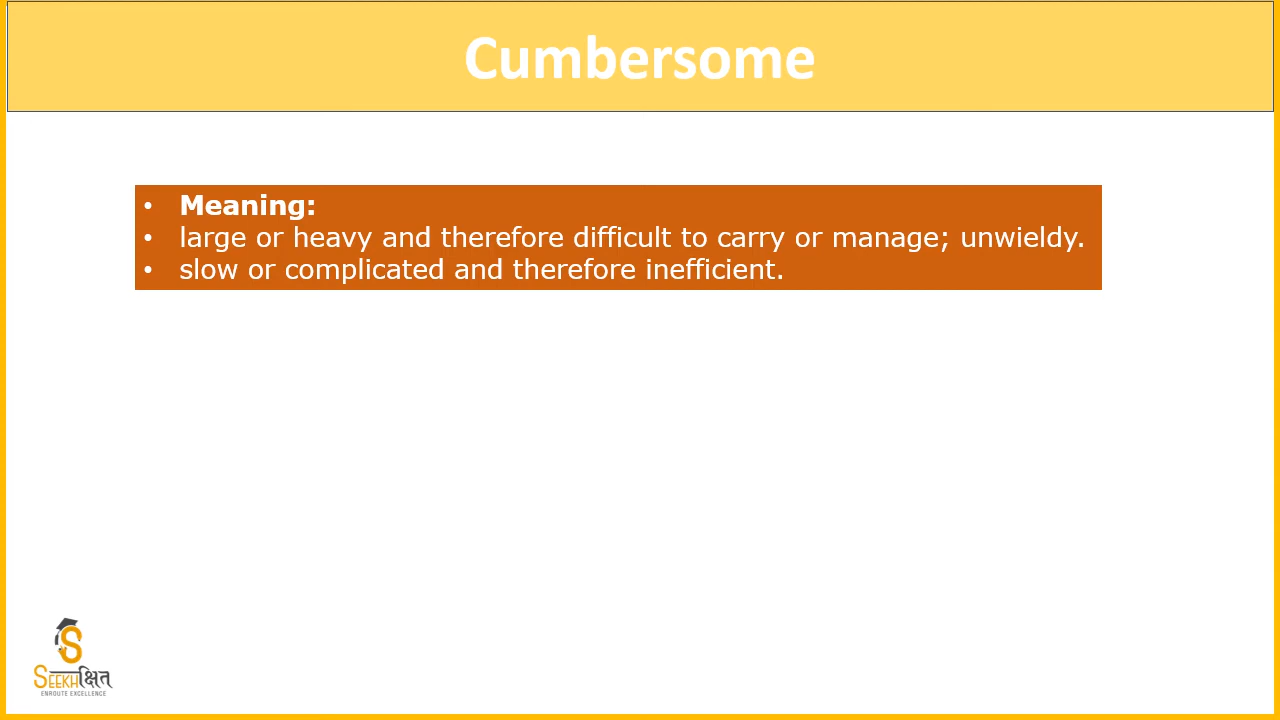 Cumbersome
• Meaning:
• large or heavy and therefore difficult to carry or manage; unwieldy.
• slow or complicated and therefore inefficient.
S
SEEKHक्षित
ENROUTE EXCELLENCE